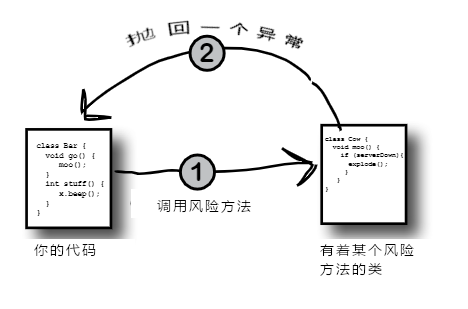 抛回一个异常
2
class Bar {
void go() {
moo();
}
int stuff() {
x.beep();
}
}
1
调用风险方法
class Cow {
void moo() {
if (serverDown){
explode();
}
}
}
你的代码
有着某个风险
方法的类